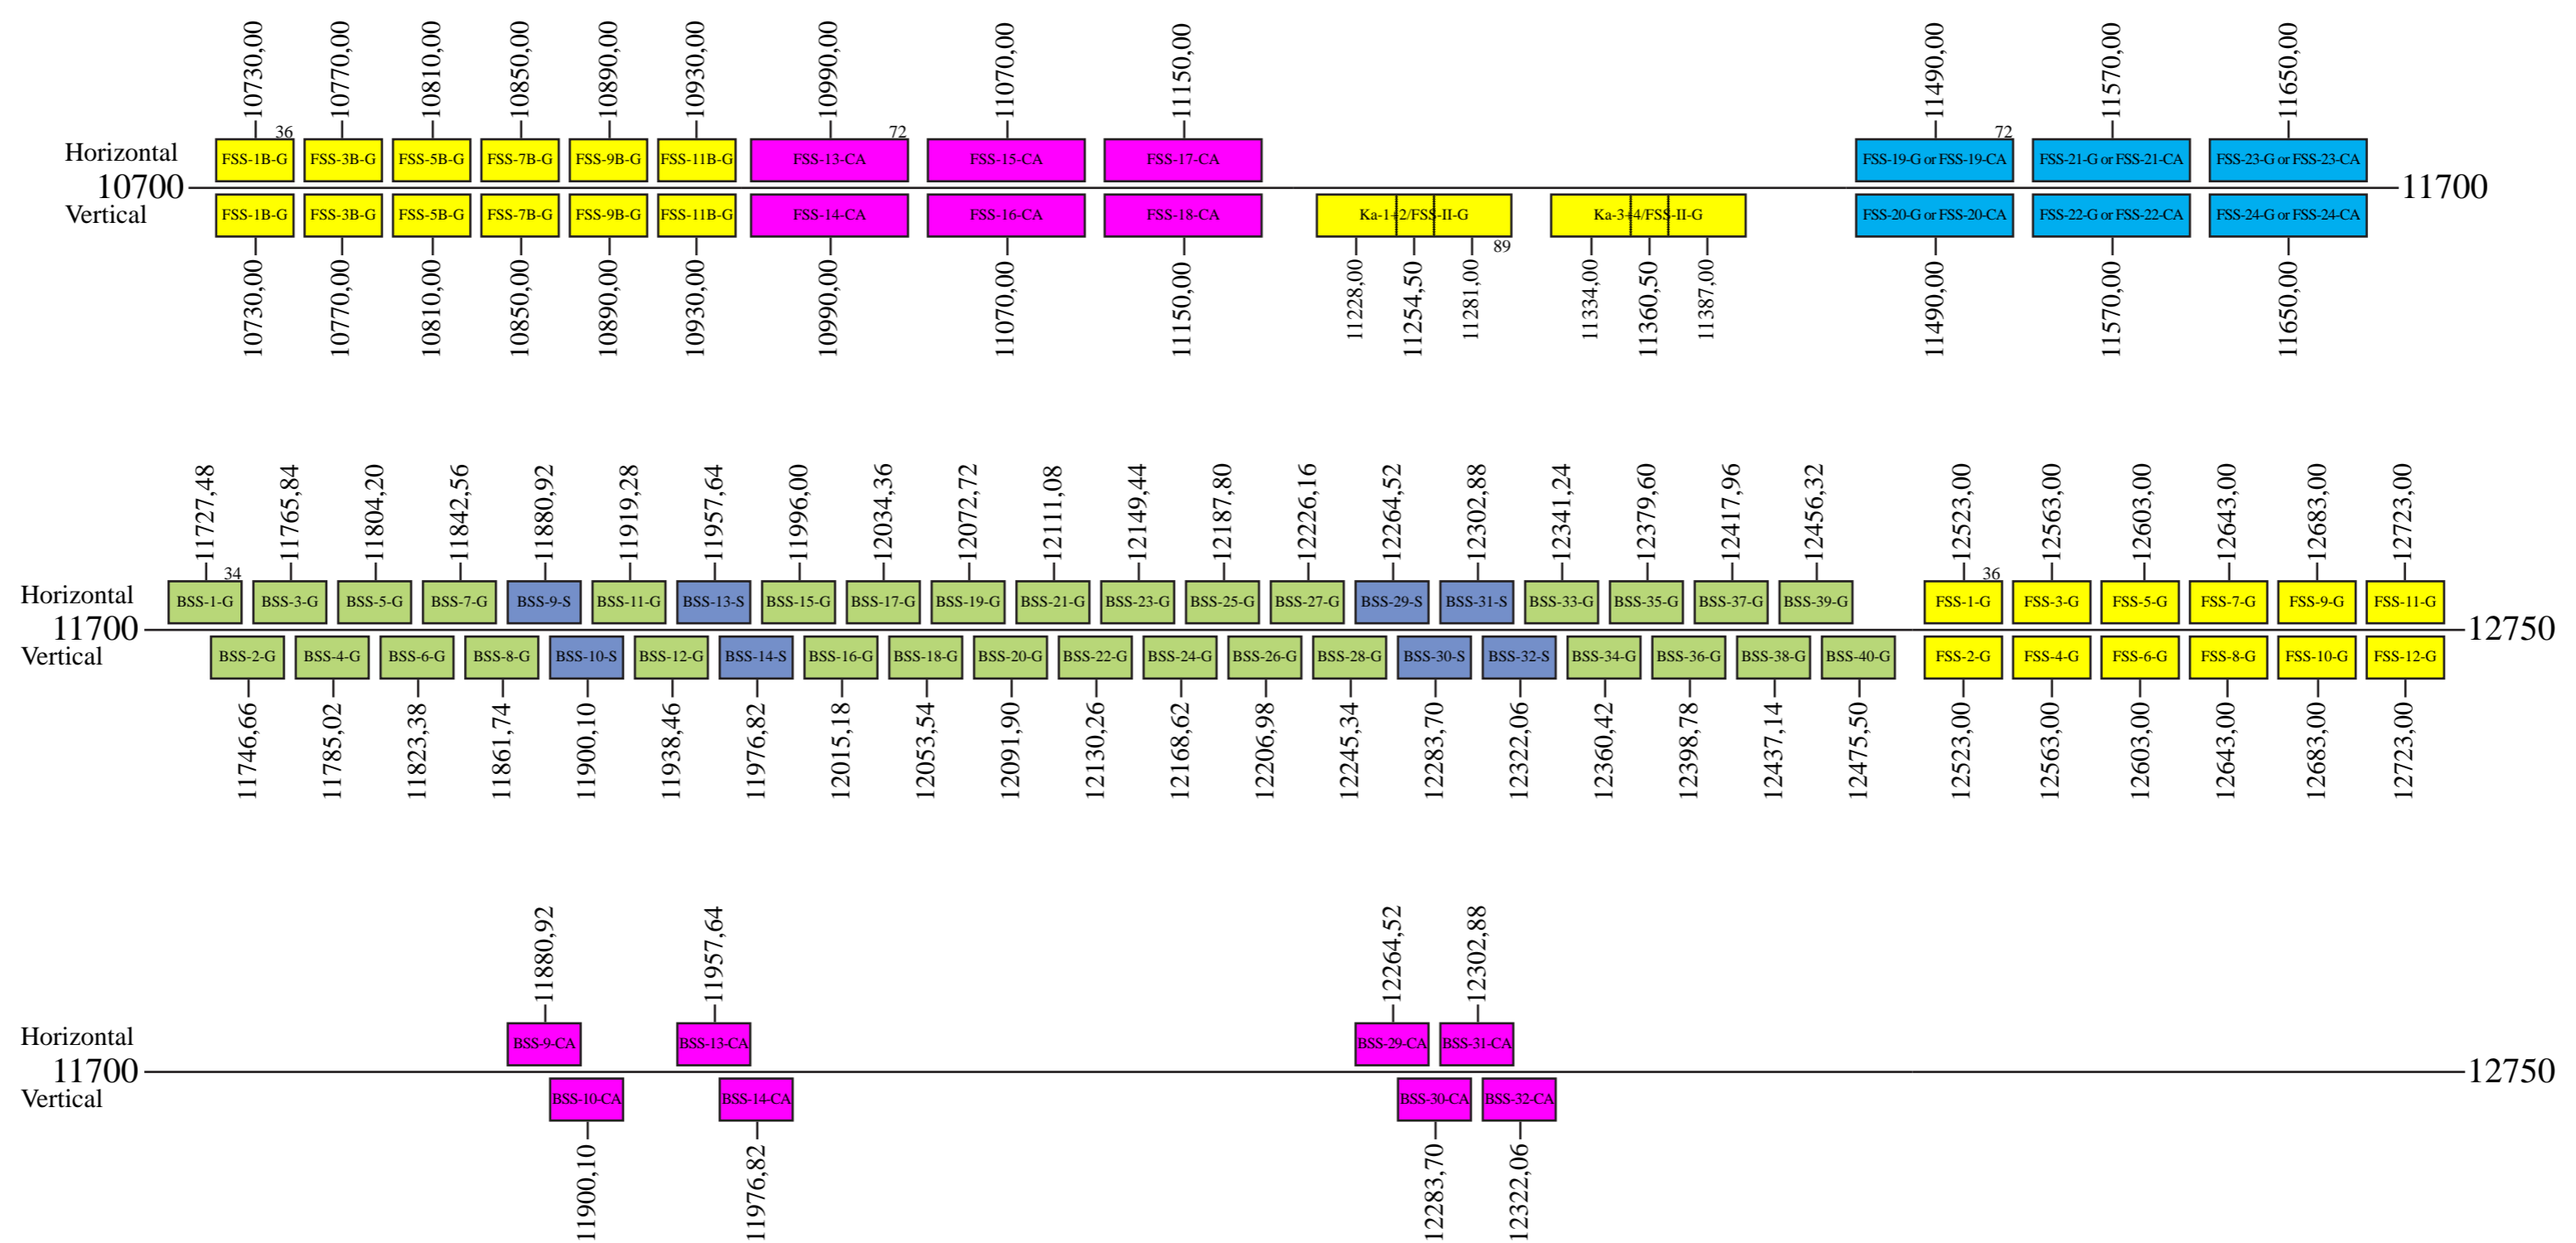 10730,00 10770,00 10810,00 10850,00 10890,00 10930,00 10990,00 11070,00 11150,00 11490,00 11570,00 11650,00
36 72 72
Horizontal FSS-1B-G FSS-3B-G FSS-5B-G FSS-7B-G FSS-9B-G FSS-11B-G FSS-13-CA FSS-15-CA FSS-17-CA FSS-19-G or FSS-19-CA FSS-21-G or FSS-21-CA FSS-23-G or FSS-23-CA
10700 11700
Vertical FSS-1B-G FSS-3B-G FSS-5B-G FSS-7B-G FSS-9B-G FSS-11B-G FSS-14-CA FSS-16-CA FSS-18-CA Ka-1+2/FSS-II-G Ka-3+4/FSS-II-G FSS-20-G or FSS-20-CA FSS-22-G or FSS-22-CA FSS-24-G or FSS-24-CA
89
10730,00 10770,00 10810,00 10850,00 10890,00 10930,00 10990,00 11070,00 11150,00 11228,00 11254,50 11281,00 11334,00 11360,50 11387,00 11490,00 11570,00 11650,00
11727,48 11765,84 11804,20 11842,56 11880,92 11919,28 11957,64 11996,00 12034,36 12072,72 12111,08 12149,44 12187,80 12226,16 12264,52 12302,88 12341,24 12379,60 12417,96 12456,32 12523,00 12563,00 12603,00 12643,00 12683,00 12723,00
34 36
Horizontal BSS-1-G BSS-3-G BSS-5-G BSS-7-G BSS-9-S BSS-11-G BSS-13-S BSS-15-G BSS-17-G BSS-19-G BSS-21-G BSS-23-G BSS-25-G BSS-27-G BSS-29-S BSS-31-S BSS-33-G BSS-35-G BSS-37-G BSS-39-G FSS-1-G FSS-3-G FSS-5-G FSS-7-G FSS-9-G FSS-11-G
11700 12750
Vertical BSS-2-G BSS-4-G BSS-6-G BSS-8-G BSS-10-S BSS-12-G BSS-14-S BSS-16-G BSS-18-G BSS-20-G BSS-22-G BSS-24-G BSS-26-G BSS-28-G BSS-30-S BSS-32-S BSS-34-G BSS-36-G BSS-38-G BSS-40-G FSS-2-G FSS-4-G FSS-6-G FSS-8-G FSS-10-G FSS-12-G
11746,66 11785,02 11823,38 11861,74 11900,10 11938,46 11976,82 12015,18 12053,54 12091,90 12130,26 12168,62 12206,98 12245,34 12283,70 12322,06 12360,42 12398,78 12437,14 12475,50 12523,00 12563,00 12603,00 12643,00 12683,00 12723,00
11880,92 11957,64 12264,52 12302,88
Horizontal BSS-9-CA BSS-13-CA BSS-29-CA BSS-31-CA
11700 12750
Vertical BSS-10-CA BSS-14-CA BSS-30-CA BSS-32-CA
11900,10 11976,82 12283,70 12322,06